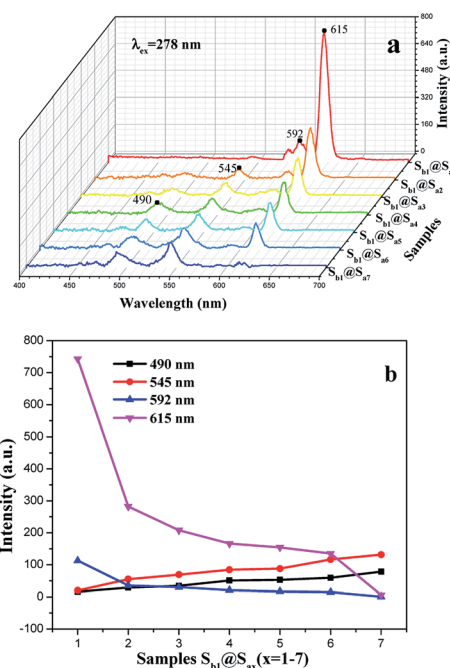 800
640
480
320
160
0
Intensity (a.u.)
λex=278 nm
a
615
592
545
490
Sb1@Sa2
Sb1@Sa3
Sb1@Sa4
Sb1@Sa5
Sb1@Sa6
Sb1@Sa7
Samples
400 450 500 550 600 650 700
Wavelength (nm)
b
490 nm
545 nm
592 nm
615 nm
800
700
600
500
400
300
200
100
0
-100
Intensity (a.u.)
1 2 3 4 5 6 7
Samples Sb1@Sax(x=1-7)